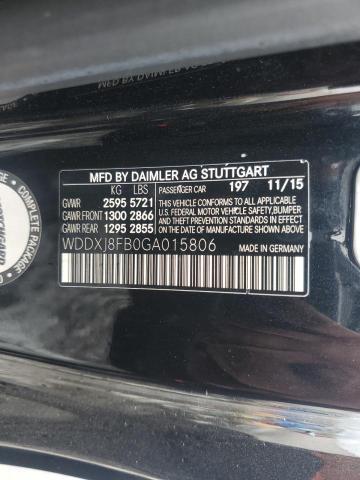 MFD BY DAIMLER AG STUTTGART
KG LBS PASSENGER CAR 197 11/15
GVWR 2595 5721
GAWR FRONT 1300 2866
GAWR REAR 1295 2855
THIS VEHICLE CONFORMS TO ALL APPLICABLE
U.S. FEDERAL MOTOR VEHICLE SAFETY, BUMPER
AND THEFT PREVENTION STANDARDS IN EFFECT
ON THE DATE OF MANUFACTURE SHOWN ABOVE.
WDDXJ8FB0GA015806 MADE IN GERMANY
COMPLETE PAINT